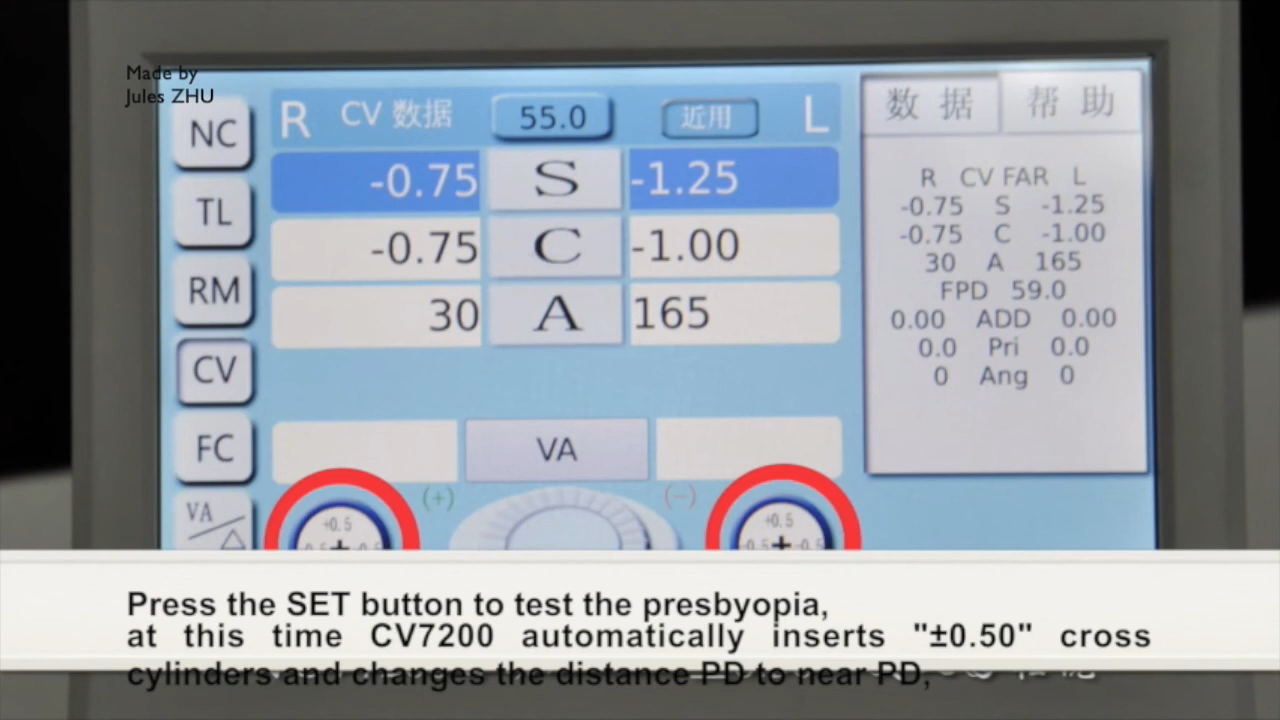 Made by
Jules ZHU
R CV 数据 55.0 近用 L
数 据 帮 助
NC
TL
RM
CV
FC
VA
-0.75 S -1.25
-0.75 C -1.00
30 A 165
VA
(+) (-)
+0.5 +0.5
-0.5 -0.5
R CV FAR L
-0.75 S -1.25
-0.75 C -1.00
30 A 165
FPD 59.0
0.00 ADD 0.00
0.0 Pri 0.0
0 Ang 0
Press the SET button to test the presbyopia,
at this time CV7200 automatically inserts "±0.50" cross
cylinders and changes the distance PD to near PD,